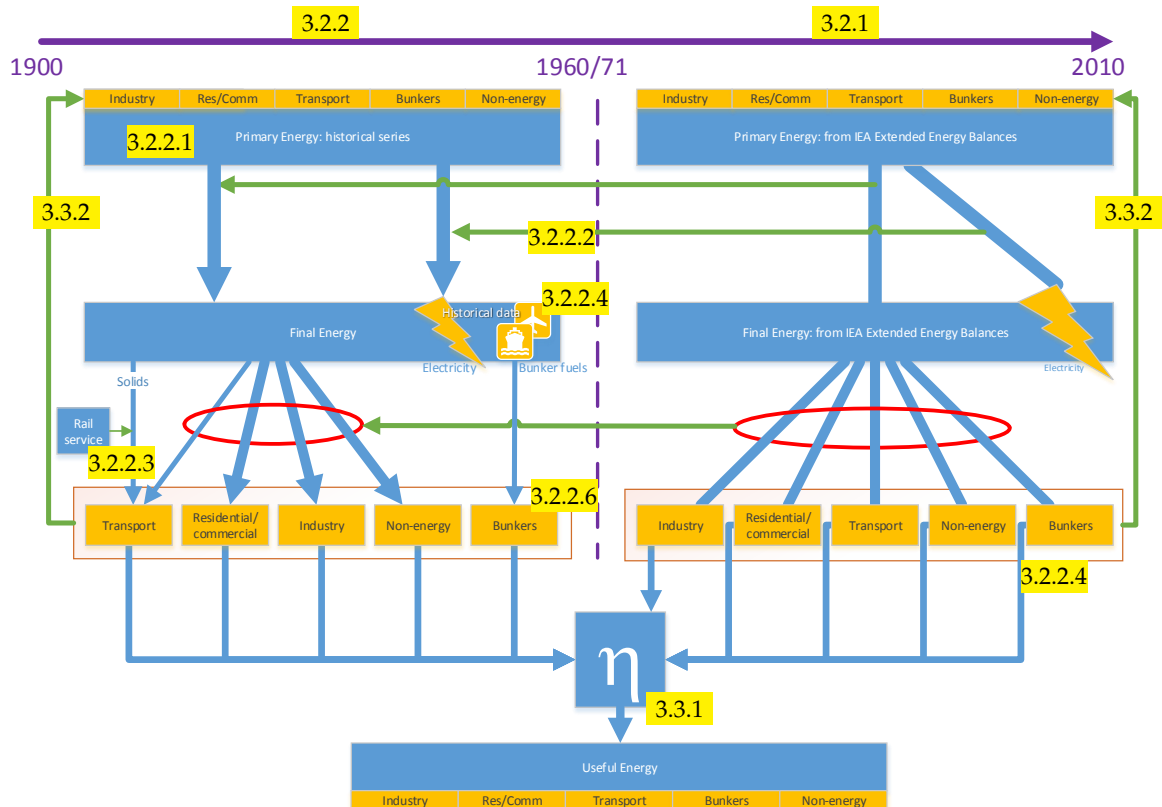 3.2.2
3.2.1
1900
1960/71
2010
Industry
Res/Comm
Transport
Bunkers
Non-energy
Industry
Res/Comm
Transport
Bunkers
Non-energy
Primary Energy: historical series
Primary Energy: from IEA Extended Energy Balances
3.2.2.1
3.3.2
3.3.2
3.2.2.2
3.2.2.4
Historical data
Final Energy
Final Energy: from IEA Extended Energy Balances
Solids
Electricity
Bunker fuels
Electricity
Rail
service
3.2.2.3
3.2.2.6
Transport
Residential/
commercial
Industry
Non-energy
Bunkers
Industry
Residential/
commercial
Transport
Non-energy
Bunkers
3.2.2.4
η
3.3.1
Useful Energy
Industry
Res/Comm
Transport
Bunkers
Non-energy